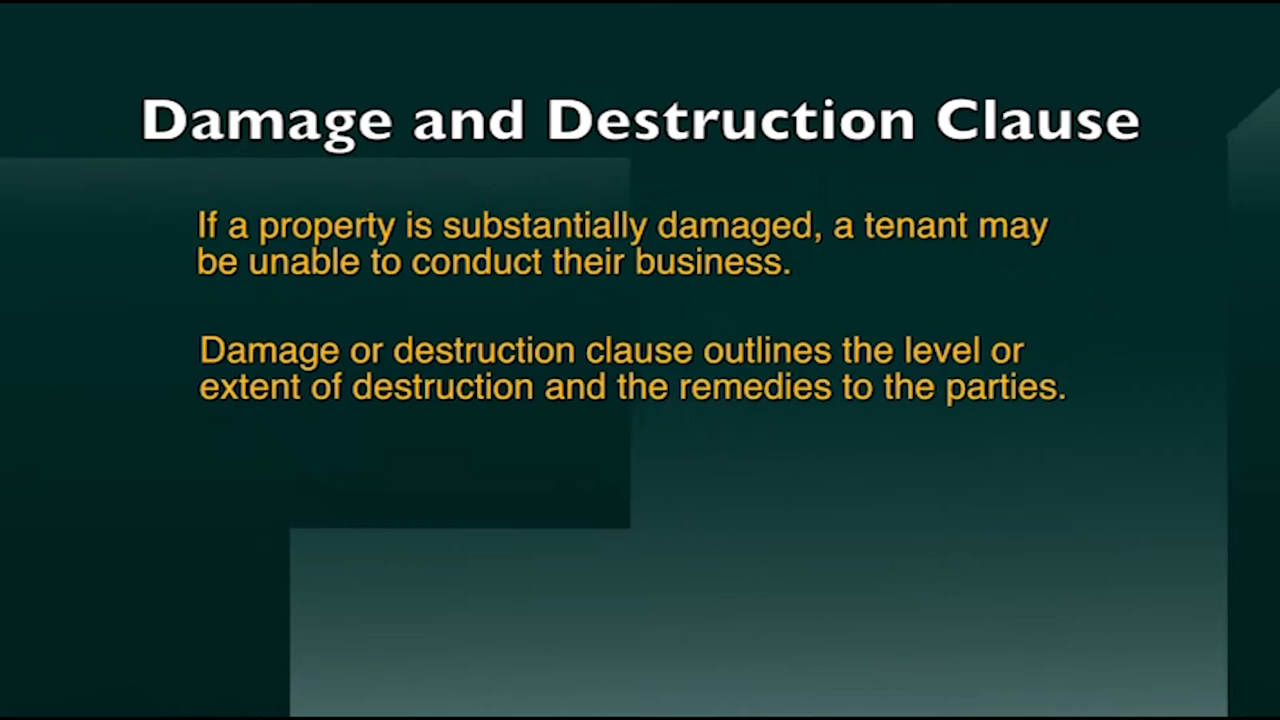 Damage and Destruction Clause
If a property is substantially damaged, a tenant may
be unable to conduct their business.
Damage or destruction clause outlines the level or
extent of destruction and the remedies to the parties.